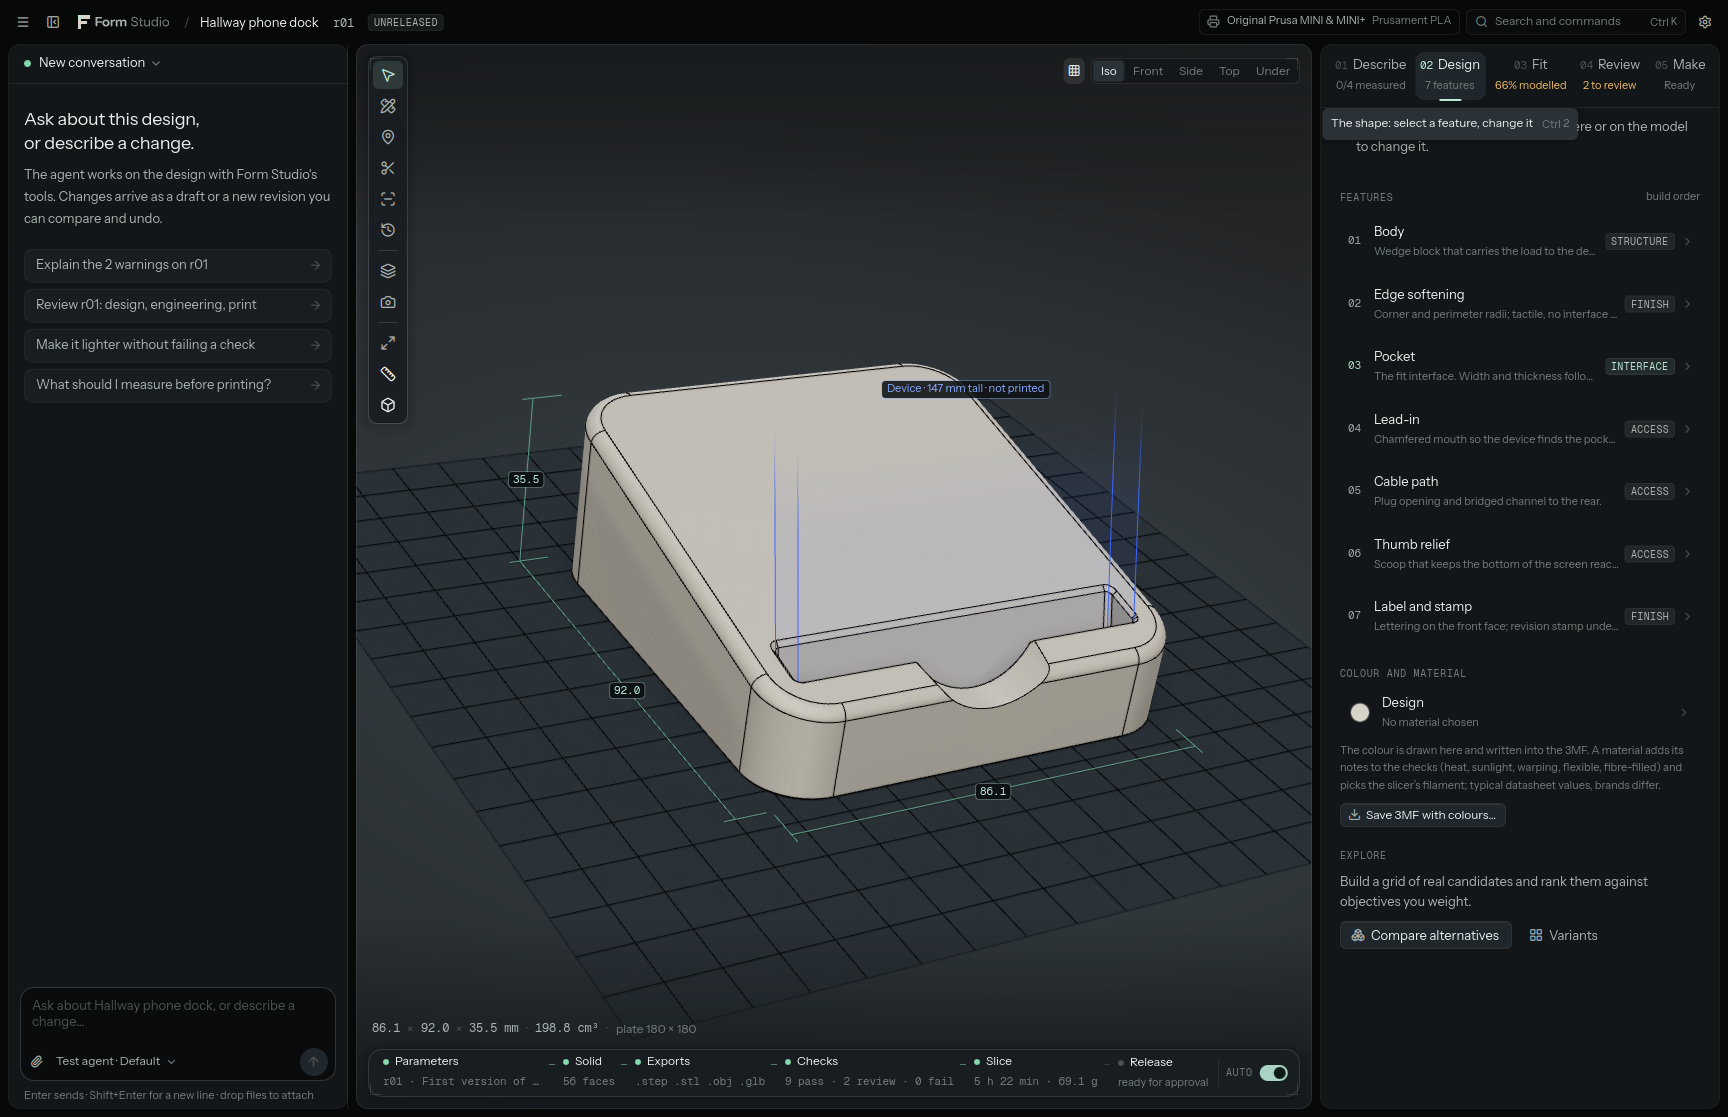 Form Studio / Hallway phone dock r01 UNRELEASED
Original Prusa MINI & MINI+ Prusament PLA
Search and commands Ctrl K
New conversation
Ask about this design,
or describe a change.
The agent works on the design with Form Studio's
tools. Changes arrive as a draft or a new revision you
can compare and undo.
Explain the 2 warnings on r01
Review r01: design, engineering, print
Make it lighter without failing a check
What should I measure before printing?
Ask about Hallway phone dock, or describe a
change...
Test agent · Default
Enter sends · Shift+Enter for a new line · drop files to attach
Iso Front Side Top Under
Device · 147 mm tall · not printed
35.5
92.0
86.1
86.1 × 92.0 × 35.5 mm · 198.8 cm³ · plate 180 × 180
Parameters
r01 · First version of …
Solid
56 faces
Exports
.step .stl .obj .glb
Checks
9 pass · 2 review · 0 fail
Slice
5 h 22 min · 69.1 g
Release
ready for approval
AUTO
01 Describe
0/4 measured
02 Design
7 features
03 Fit
66% modelled
04 Review
2 to review
05 Make
Ready
The shape: select a feature, change it Ctrl 2
ere or on the model
to change it.
FEATURES build order
01 Body
Wedge block that carries the load to the de...
STRUCTURE
02 Edge softening
Corner and perimeter radii; tactile, no interface ...
FINISH
03 Pocket
The fit interface. Width and thickness follo...
INTERFACE
04 Lead-in
Chamfered mouth so the device finds the pock...
ACCESS
05 Cable path
Plug opening and bridged channel to the rear.
ACCESS
06 Thumb relief
Scoop that keeps the bottom of the screen reac...
ACCESS
07 Label and stamp
Lettering on the front face; revision stamp unde...
FINISH
COLOUR AND MATERIAL
Design
No material chosen
The colour is drawn here and written into the 3MF. A material adds its
notes to the checks (heat, sunlight, warping, flexible, fibre-filled) and
picks the slicer's filament; typical datasheet values, brands differ.
Save 3MF with colours...
EXPLORE
Build a grid of real candidates and rank them against
objectives you weight.
Compare alternatives
Variants